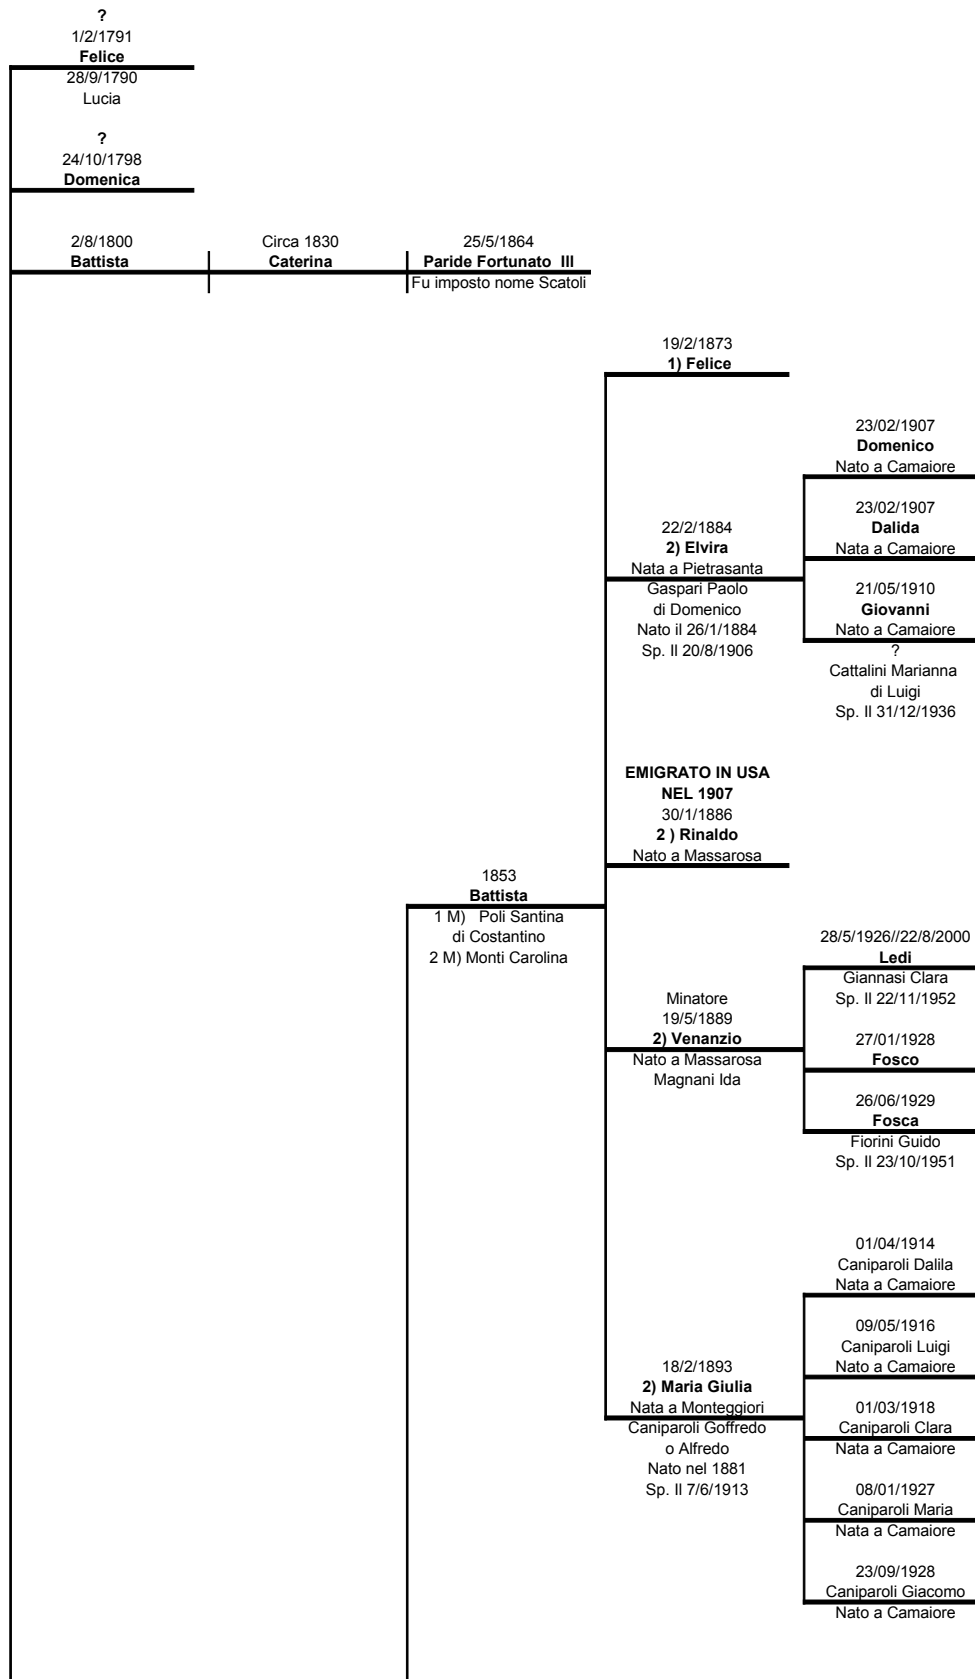 ?
1/2/1791
Felice
28/9/1790
Lucia
?
24/10/1798
Domenica
2/8/1800
Battista
Circa 1830
Caterina
25/5/1864
Paride Fortunato III
Fu imposto nome Scatoli
19/2/1873
1) Felice
23/02/1907
Domenico
Nato a Camaiore
23/02/1907
Dalida
Nata a Camaiore
22/2/1884
2) Elvira
Nata a Pietrasanta
Gaspari Paolo
di Domenico
Nato il 26/1/1884
Sp. Il 20/8/1906
21/05/1910
Giovanni
Nato a Camaiore
?
Cattalini Marianna
di Luigi
Sp. Il 31/12/1936
EMIGRATO IN USA
NEL 1907
30/1/1886
2 ) Rinaldo
Nato a Massarosa
1853
Battista
1 M) Poli Santina
di Costantino
2 M) Monti Carolina
28/5/1926//22/8/2000
Ledi
Giannasi Clara
Sp. Il 22/11/1952
Minatore
19/5/1889
2) Venanzio
Nato a Massarosa
Magnani Ida
27/01/1928
Fosco
26/06/1929
Fosca
Fiorini Guido
Sp. Il 23/10/1951
01/04/1914
Caniparoli Dalila
Nata a Camaiore
09/05/1916
Caniparoli Luigi
Nato a Camaiore
18/2/1893
2) Maria Giulia
Nata a Monteggiori
Caniparoli Goffredo
o Alfredo
Nato nel 1881
Sp. Il 7/6/1913
01/03/1918
Caniparoli Clara
Nata a Camaiore
08/01/1927
Caniparoli Maria
Nata a Camaiore
23/09/1928
Caniparoli Giacomo
Nato a Camaiore